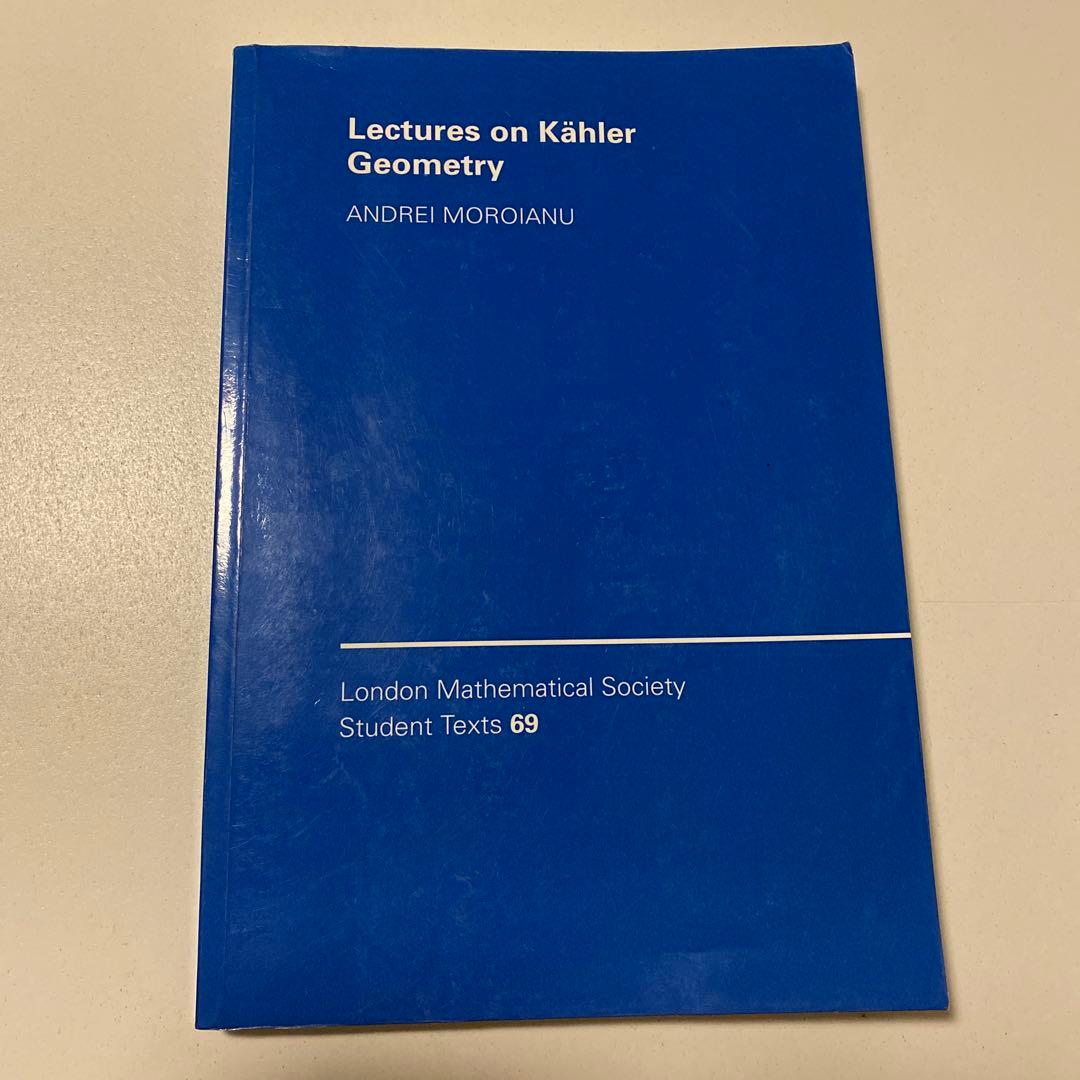 Lectures on Kähler
Geometry
ANDREI MOROIANU
London Mathematical Society
Student Texts 69